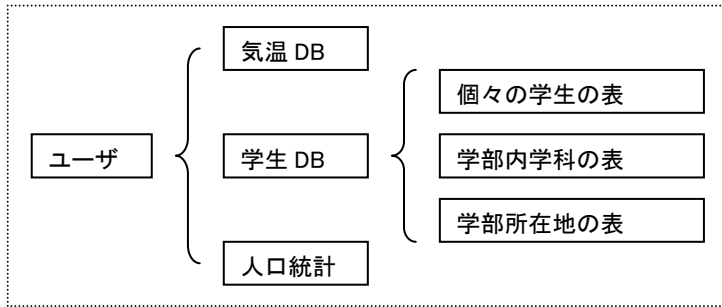 ユーザ
気温 DB
学生 DB
人口統計
個々の学生の表
学部内学科の表
学部所在地の表